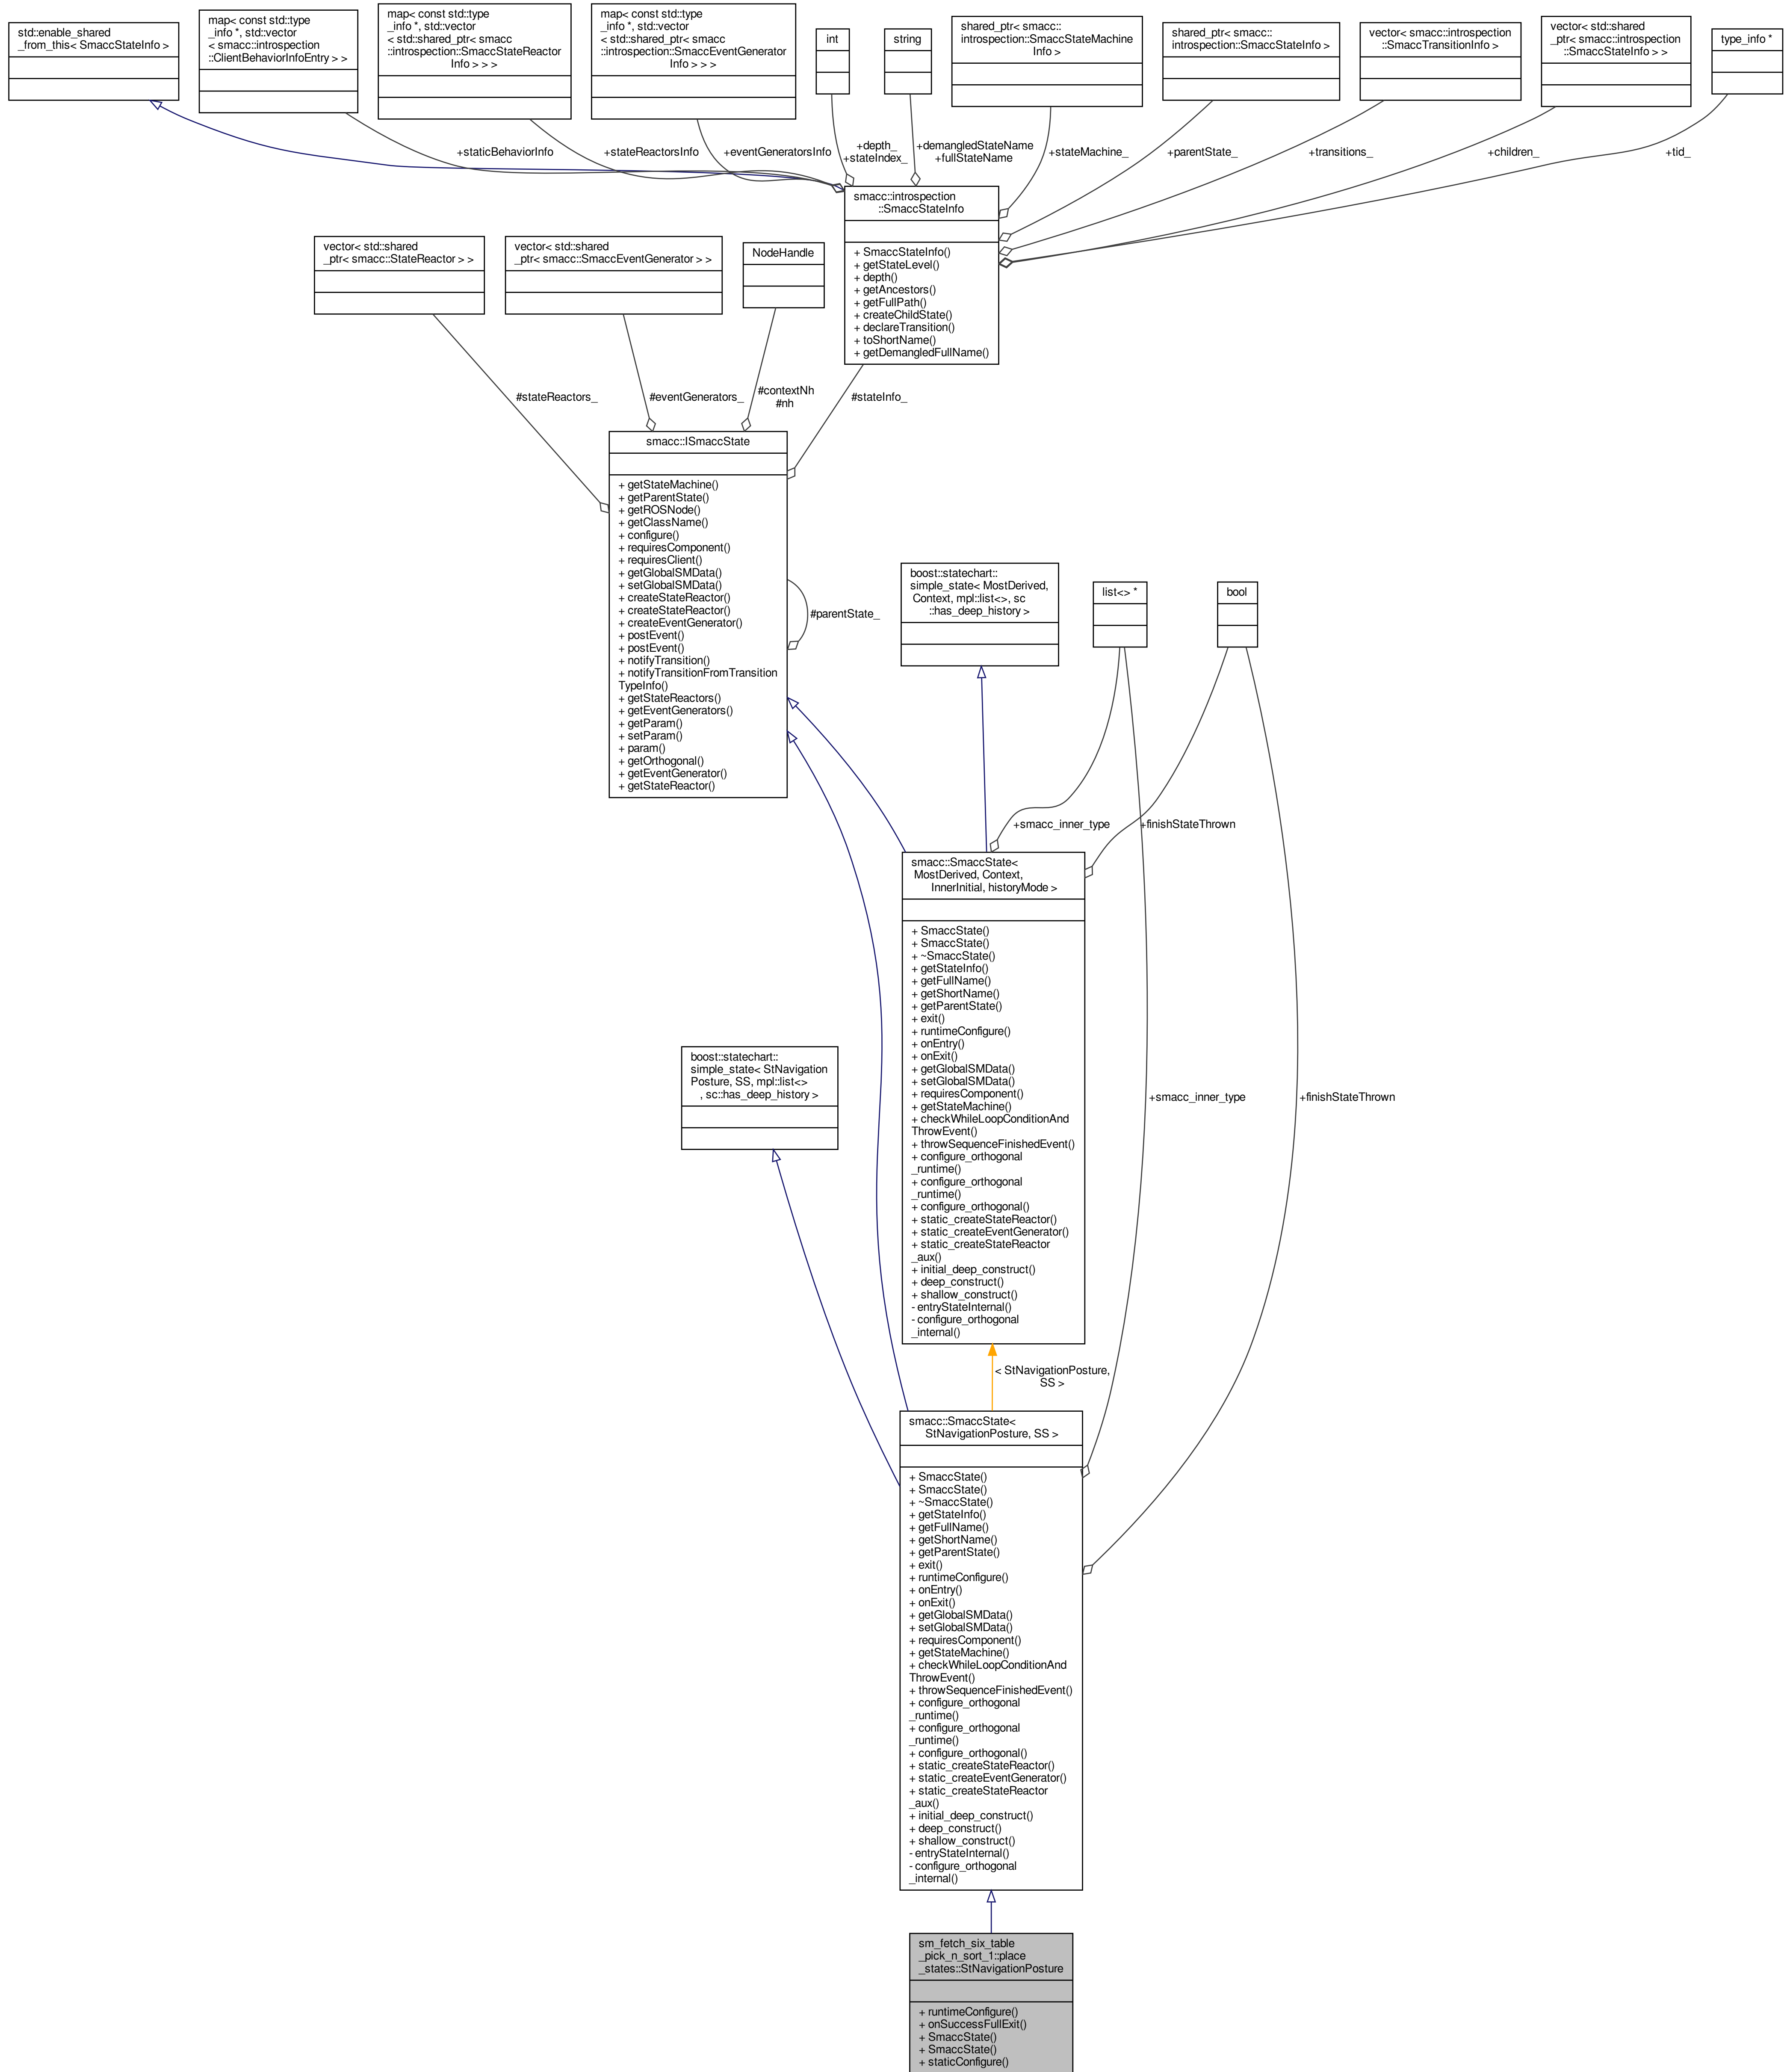 std::enable_shared
_from_this< SmaccStateInfo >
map< const std::type
_info *, std::vector
< smacc::introspection
::ClientBehaviorInfoEntry > >
map< const std::type
_info *, std::vector
< std::shared_ptr< smacc
::introspection::SmaccStateReactor
Info > > >
map< const std::type
_info *, std::vector
< std::shared_ptr< smacc
::introspection::SmaccEventGenerator
Info > > >
int
string
shared_ptr< smacc::
introspection::SmaccStateMachine
Info >
shared_ptr< smacc::
introspection::SmaccStateInfo >
vector< smacc::introspection
::SmaccTransitionInfo >
vector< std::shared
_ptr< smacc::introspection
::SmaccStateInfo > >
type_info *
+staticBehaviorInfo
+stateReactorsInfo
+eventGeneratorsInfo
+depth_
+stateIndex_
+demangledStateName
+fullStateName
+stateMachine_
+parentState_
+transitions_
+children_
+tid_
smacc::introspection
::SmaccStateInfo
+ SmaccStateInfo()
+ getStateLevel()
+ depth()
+ getAncestors()
+ getFullPath()
+ createChildState()
+ declareTransition()
+ toShortName()
+ getDemangledFullName()
vector< std::shared
_ptr< smacc::StateReactor > >
vector< std::shared
_ptr< smacc::SmaccEventGenerator > >
NodeHandle
#stateReactors_
#eventGenerators_
#contextNh
#nh
#stateInfo_
smacc::ISmaccState
+ getStateMachine()
+ getParentState()
+ getROSNode()
+ getClassName()
+ configure()
+ requiresComponent()
+ requiresClient()
+ getGlobalSMData()
+ setGlobalSMData()
+ createStateReactor()
+ createStateReactor()
+ createEventGenerator()
+ postEvent()
+ postEvent()
+ notifyTransition()
+ notifyTransitionFromTransition
TypeInfo()
+ getStateReactors()
+ getEventGenerators()
+ getParam()
+ setParam()
+ param()
+ getOrthogonal()
+ getEventGenerator()
+ getStateReactor()
#parentState_
boost::statechart::
simple_state< MostDerived,
Context, mpl::list<>, sc
::has_deep_history >
list<> *
bool
+smacc_inner_type
+finishStateThrown
smacc::SmaccState<
MostDerived, Context,
InnerInitial, historyMode >
+ SmaccState()
+ SmaccState()
+ ~SmaccState()
+ getStateInfo()
+ getFullName()
+ getShortName()
+ getParentState()
+ exit()
+ runtimeConfigure()
+ onEntry()
+ onExit()
+ getGlobalSMData()
+ setGlobalSMData()
+ requiresComponent()
+ getStateMachine()
+ checkWhileLoopConditionAnd
ThrowEvent()
+ throwSequenceFinishedEvent()
+ configure_orthogonal
_runtime()
+ configure_orthogonal
_runtime()
+ configure_orthogonal()
+ static_createStateReactor()
+ static_createEventGenerator()
+ static_createStateReactor
_aux()
+ initial_deep_construct()
+ deep_construct()
+ shallow_construct()
- entryStateInternal()
- configure_orthogonal
_internal()
boost::statechart::
simple_state< StNavigation
Posture, SS, mpl::list<>
, sc::has_deep_history >
+smacc_inner_type
+finishStateThrown
< StNavigationPosture,
SS >
smacc::SmaccState<
StNavigationPosture, SS >
+ SmaccState()
+ SmaccState()
+ ~SmaccState()
+ getStateInfo()
+ getFullName()
+ getShortName()
+ getParentState()
+ exit()
+ runtimeConfigure()
+ onEntry()
+ onExit()
+ getGlobalSMData()
+ setGlobalSMData()
+ requiresComponent()
+ getStateMachine()
+ checkWhileLoopConditionAnd
ThrowEvent()
+ throwSequenceFinishedEvent()
+ configure_orthogonal
_runtime()
+ configure_orthogonal
_runtime()
+ configure_orthogonal()
+ static_createStateReactor()
+ static_createEventGenerator()
+ static_createStateReactor
_aux()
+ initial_deep_construct()
+ deep_construct()
+ shallow_construct()
- entryStateInternal()
- configure_orthogonal
_internal()
sm_fetch_six_table
_pick_n_sort_1::place
_states::StNavigationPosture
+ runtimeConfigure()
+ onSuccessFullExit()
+ SmaccState()
+ SmaccState()
+ staticConfigure()